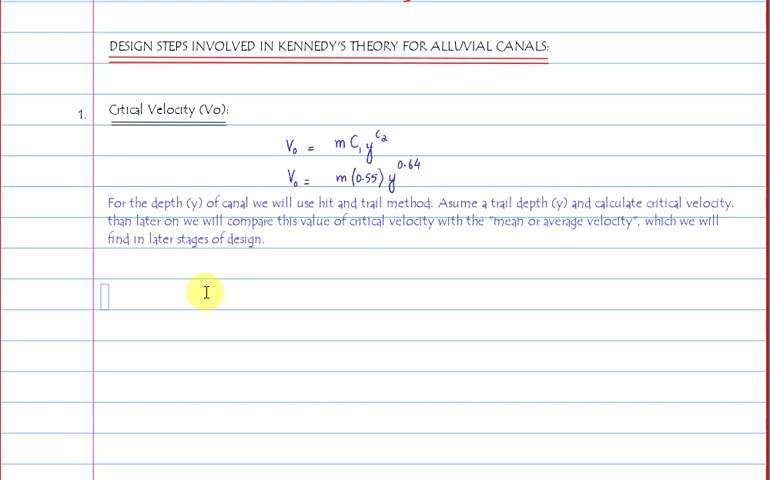 DESIGN STEPS INVOLVED IN KENNEDY'S THEORY FOR ALLUVIAL CANALS:
1. Crtical Velocity (Vo):
V₀ = m C₁ y^C₂
V₀ = m (0.55) y^0.64
For the depth (y) of canal we will use hit and trail method. Asume a trail depth (y) and calculate critical velocity.
than later on we will compare this value of critical velocity with the "mean or average velocity", which we will
find in later stages of design.